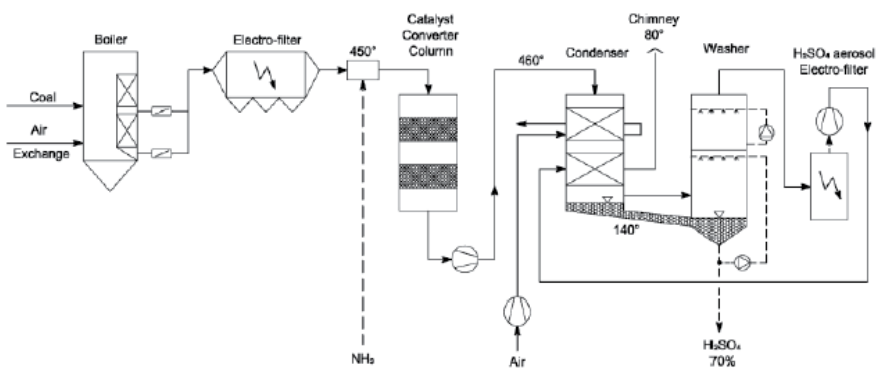 Boiler
Coal
Air
Exchange
Electro-filter
450°
NH₃
Catalyst
Converter
Column
460°
Condenser
Chimney
80°
Washer
H₂SO₄ aerosol
Electro-filter
140°
Air
H₂SO₄
70%